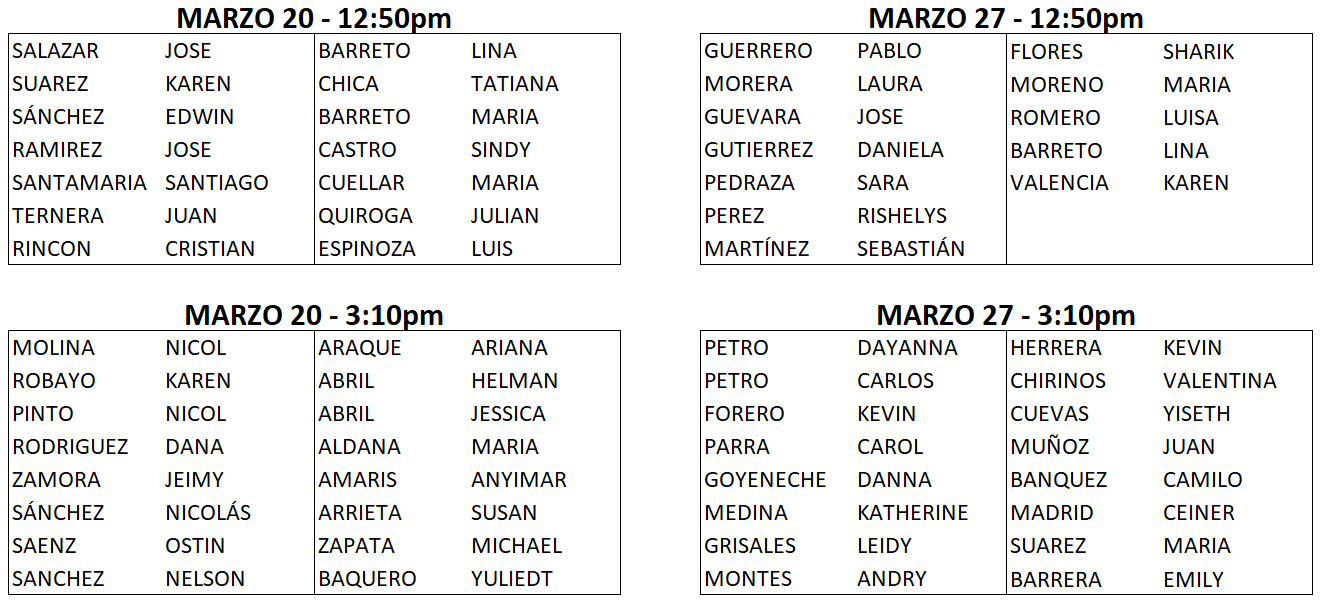 MARZO 20 - 12:50pm
SALAZAR JOSE BARRETO LINA
SUAREZ KAREN CHICA TATIANA
SÁNCHEZ EDWIN BARRETO MARIA
RAMIREZ JOSE CASTRO SINDY
SANTAMARIA SANTIAGO CUELLAR MARIA
TERNERA JUAN QUIROGA JULIAN
RINCON CRISTIAN ESPINOZA LUIS
MARZO 27 - 12:50pm
GUERRERO PABLO FLORES SHARIK
MORERA LAURA MORENO MARIA
GUEVARA JOSE ROMERO LUISA
GUTIERREZ DANIELA BARRETO LINA
PEDRAZA SARA VALENCIA KAREN
PEREZ RISHELYS
MARTÍNEZ SEBASTIÁN
MARZO 20 - 3:10pm
MOLINA NICOL ARAQUE ARIANA
ROBAYO KAREN ABRIL HELMAN
PINTO NICOL ABRIL JESSICA
RODRIGUEZ DANA ALDANA MARIA
ZAMORA JEIMY AMARIS ANYIMAR
SÁNCHEZ NICOLÁS ARRIETA SUSAN
SAENZ OSTIN ZAPATA MICHAEL
SANCHEZ NELSON BAQUERO YULIEDT
MARZO 27 - 3:10pm
PETRO DAYANNA HERRERA KEVIN
PETRO CARLOS CHIRINOS VALENTINA
FORERO KEVIN CUEVAS YISETH
PARRA CAROL MUÑOZ JUAN
GOYENECHE DANNA BANQUEZ CAMILO
MEDINA KATHERINE MADRID CEINER
GRISALES LEIDY SUAREZ MARIA
MONTES ANDRY BARRERA EMILY